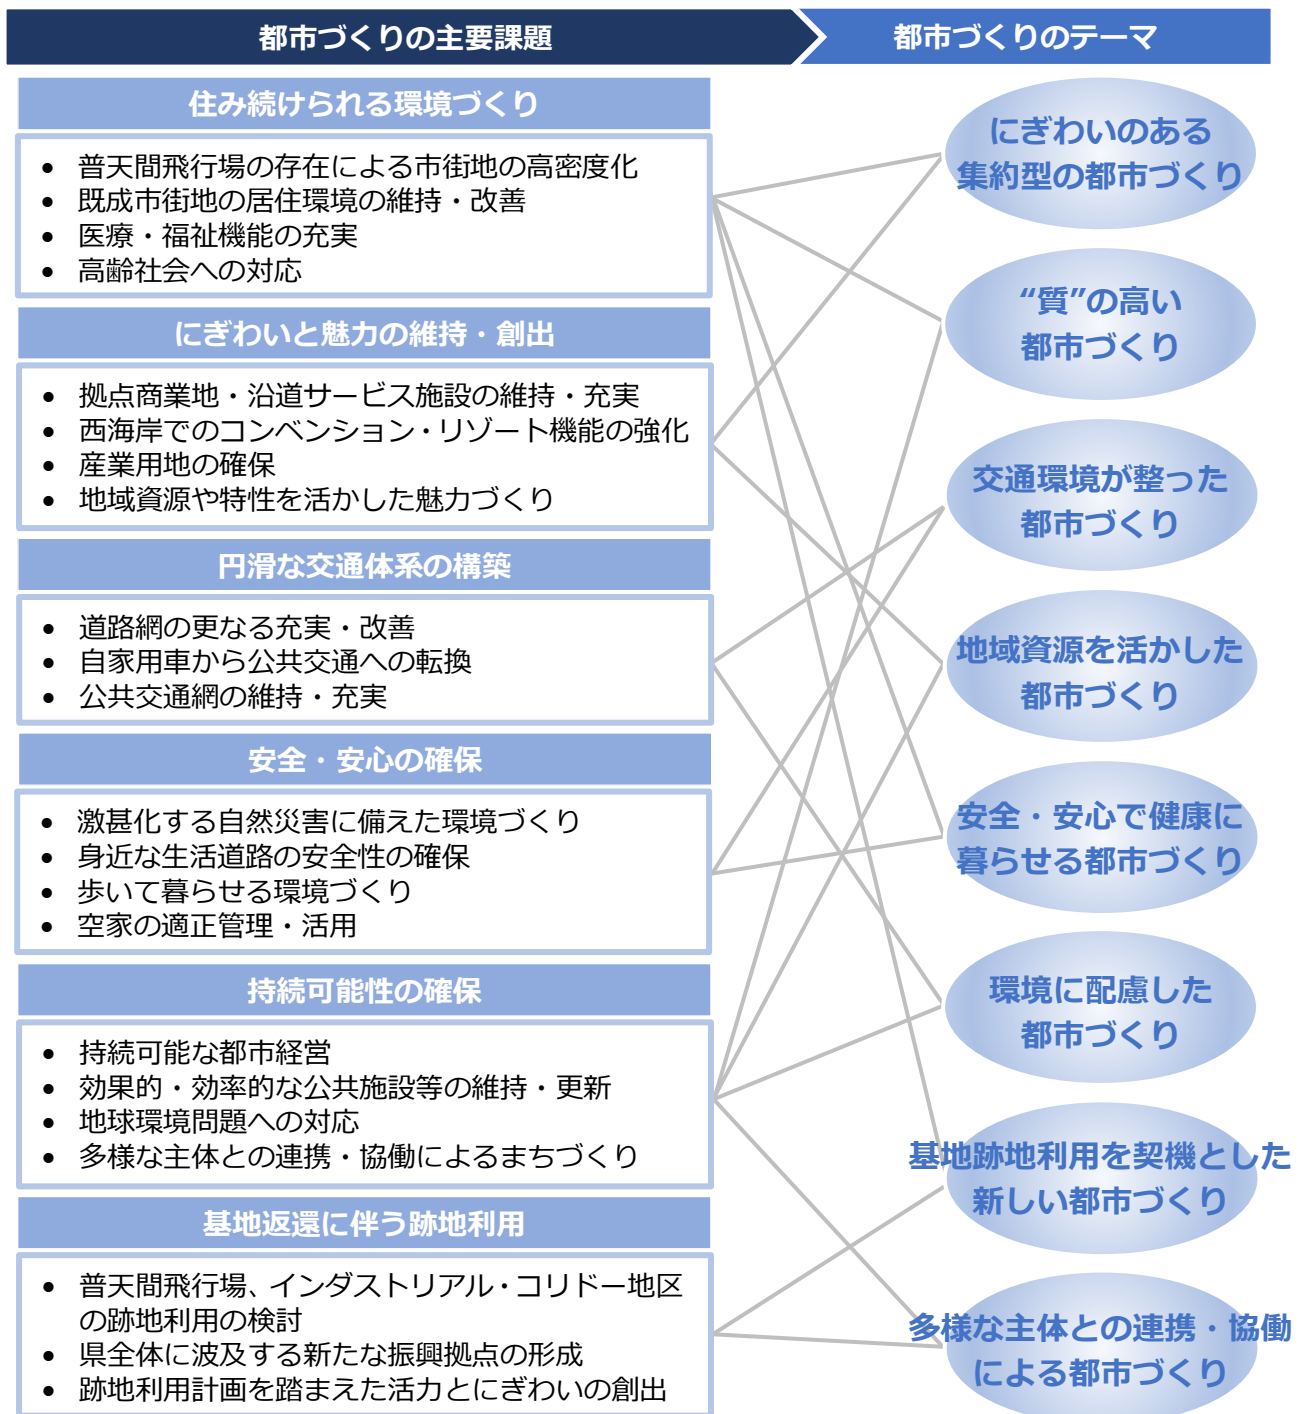 都市づくりの主要課題
都市づくりのテーマ
住み続けられる環境づくり
• 普天間飛行場の存在による市街地の高密度化
• 既成市街地の居住環境の維持・改善
• 医療・福祉機能の充実
• 高齢社会への対応
にぎわいと魅力の維持・創出
• 拠点商業地・沿道サービス施設の維持・充実
• 西海岸でのコンベンション・リゾート機能の強化
• 産業用地の確保
• 地域資源や特性を活かした魅力づくり
円滑な交通体系の構築
• 道路網の更なる充実・改善
• 自家用車から公共交通への転換
• 公共交通網の維持・充実
安全・安心の確保
• 激甚化する自然災害に備えた環境づくり
• 身近な生活道路の安全性の確保
• 歩いて暮らせる環境づくり
• 空家の適正管理・活用
持続可能性の確保
• 持続可能な都市経営
• 効果的・効率的な公共施設等の維持・更新
• 地球環境問題への対応
• 多様な主体との連携・協働によるまちづくり
基地返還に伴う跡地利用
• 普天間飛行場、インダストリアル・コリドー地区
の跡地利用の検討
• 県全体に波及する新たな振興拠点の形成
• 跡地利用計画を踏まえた活力とにぎわいの創出
にぎわいのある
集約型の都市づくり
“質”の高い
都市づくり
交通環境が整った
都市づくり
地域資源を活かした
都市づくり
安全・安心で健康に
暮らせる都市づくり
環境に配慮した
都市づくり
基地跡地利用を契機とした
新しい都市づくり
多様な主体との連携・協働
による都市づくり